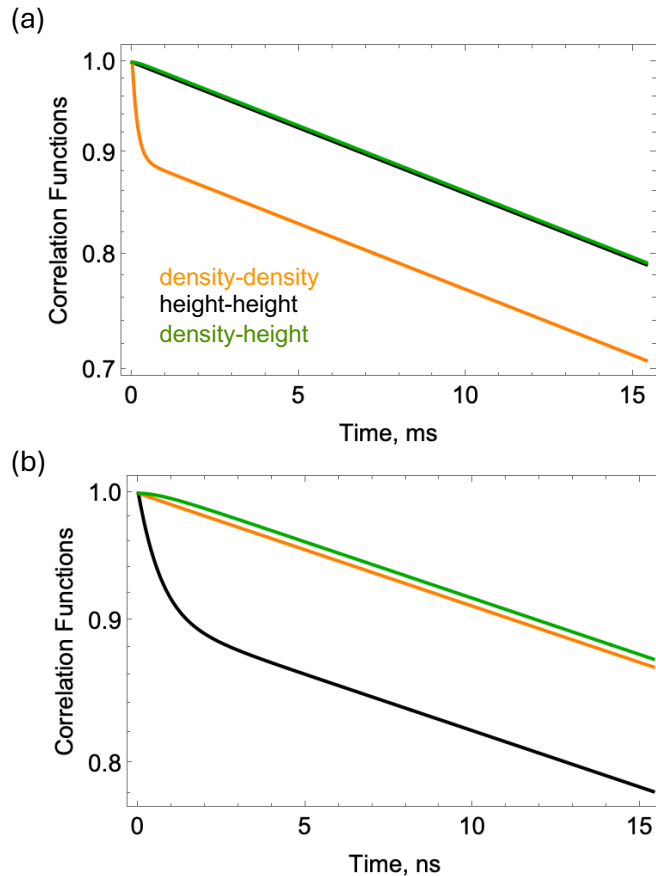 (a)
1.0
0.9
0.8
0.7
Correlation Functions
density-density
height-height
density-height
0 5 10 15
Time, ms
(b)
1.0
0.9
0.8
Correlation Functions
0 5 10 15
Time, ns